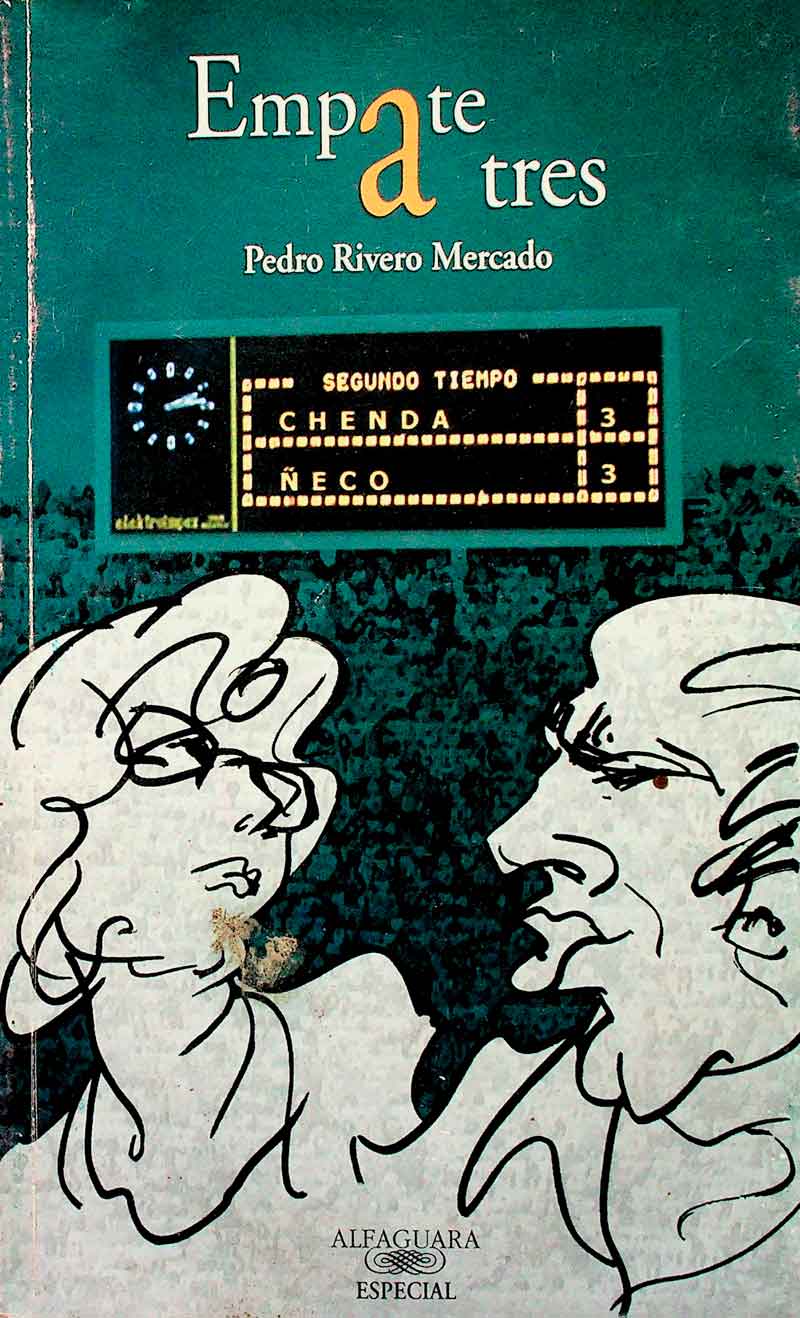 Empate
a tres
Pedro Rivero Mercado
SEGUNDO TIEMPO
CHENDA 3
ÑECO 3
ALFAGUARA
ESPECIAL